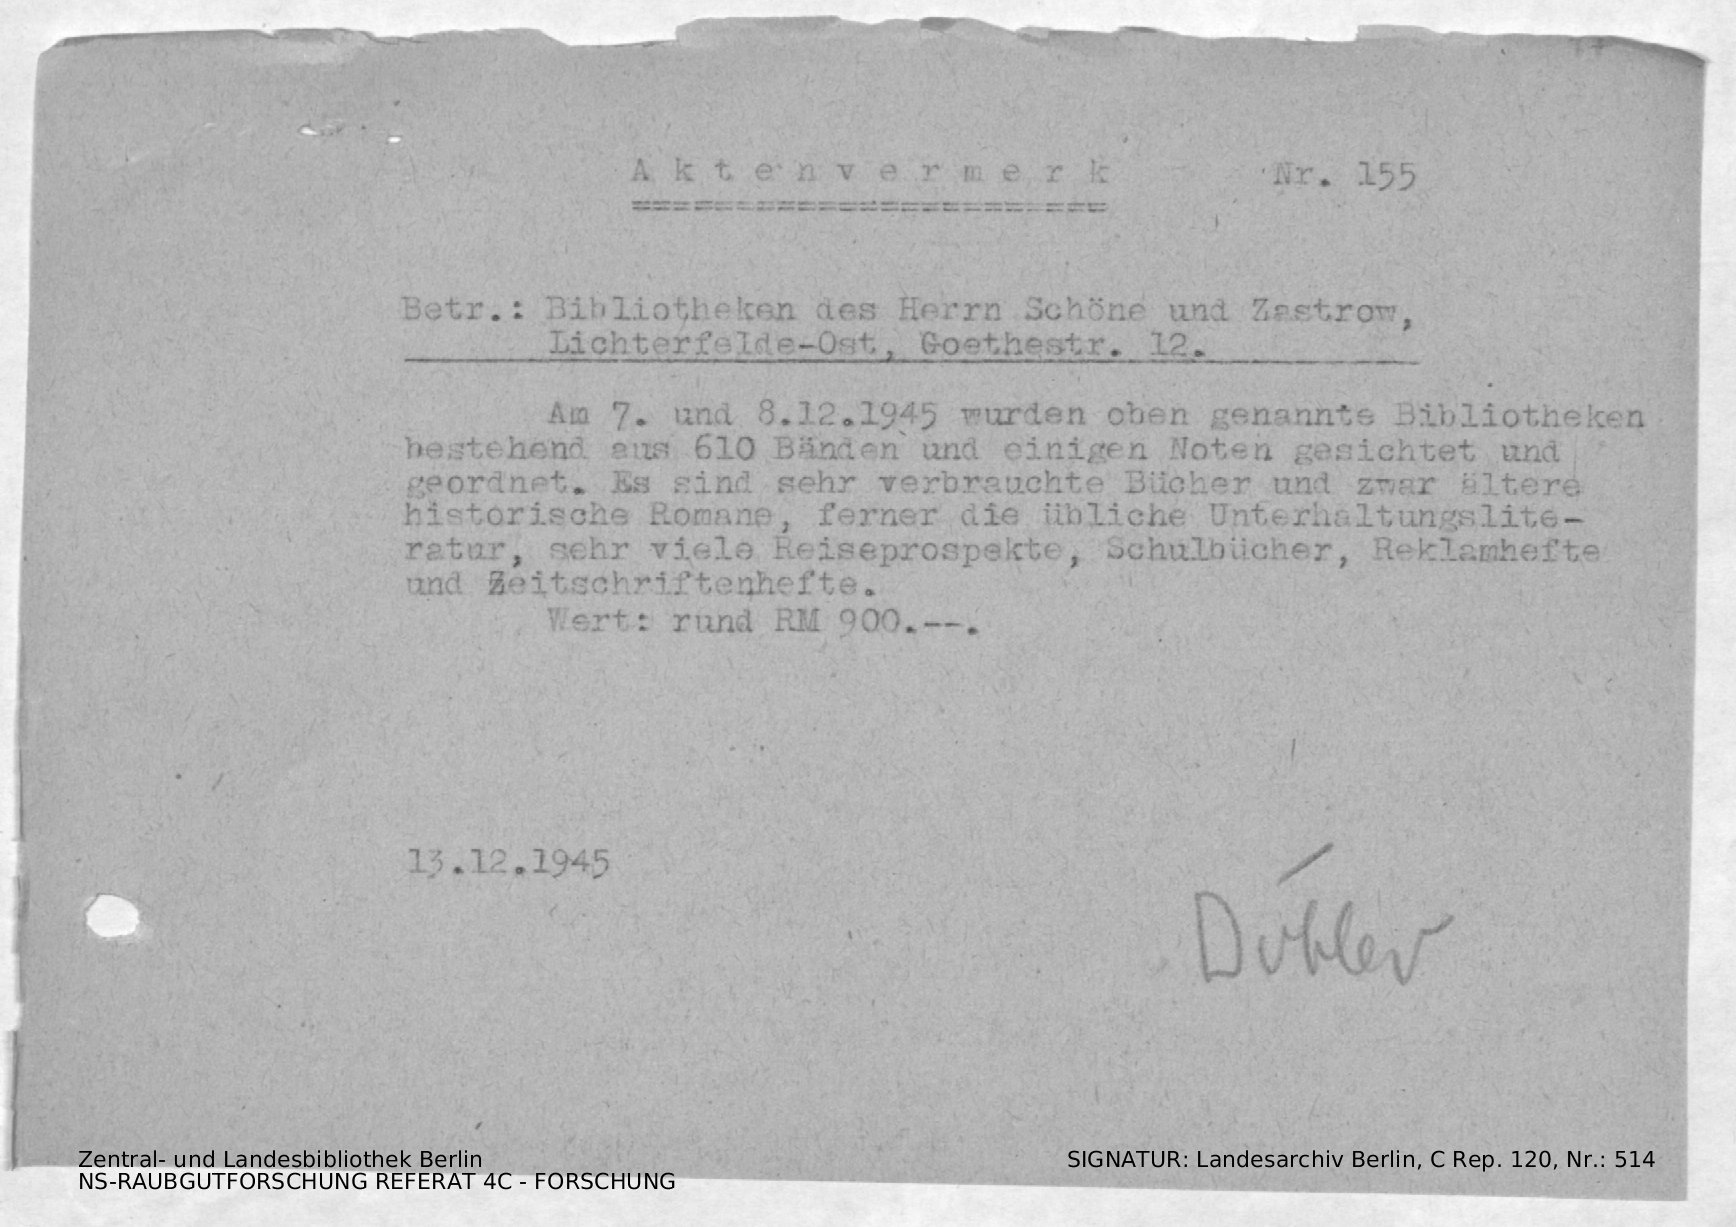 A k t e n v e r m e r k Nr. 155
Betr.: Bibliotheken des Herrn Schöne und Zastrow,
Lichterfelde-Ost, Goethestr. 12.
Am 7. und 8.12.1945 wurden oben genannte Bibliotheken
bestehend aus 610 Bänden und einigen Noten gesichtet und
geordnet. Es sind sehr verbrauchte Bücher und zwar ältere
historische Romane, ferner die übliche Unterhaltungslite-
ratur, sehr viele Reiseprospekte, Schulbücher, Reklamhefte
und Zeitschriftenhefte.
Wert: rund RM 900.--.
13.12.1945
Zentral- und Landesbibliothek Berlin
NS-RAUBGUTFORSCHUNG REFERAT 4C - FORSCHUNG
SIGNATUR: Landesarchiv Berlin, C Rep. 120, Nr.: 514